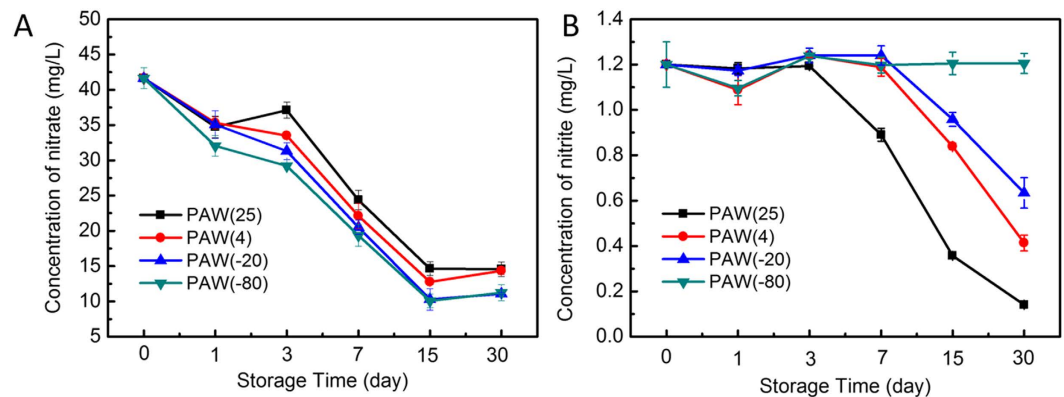 A
Concentration of nitrate (mg/L)
50
45
40
35
30
25
20
15
10
5
PAW(25)
PAW(4)
PAW(-20)
PAW(-80)
0 1 3 7 15 30
Storage Time (day)
B
Concentration of nitrite (mg/L)
1.4
1.2
1.0
0.8
0.6
0.4
0.2
0.0
PAW(25)
PAW(4)
PAW(-20)
PAW(-80)
0 1 3 7 15 30
Storage Time (day)